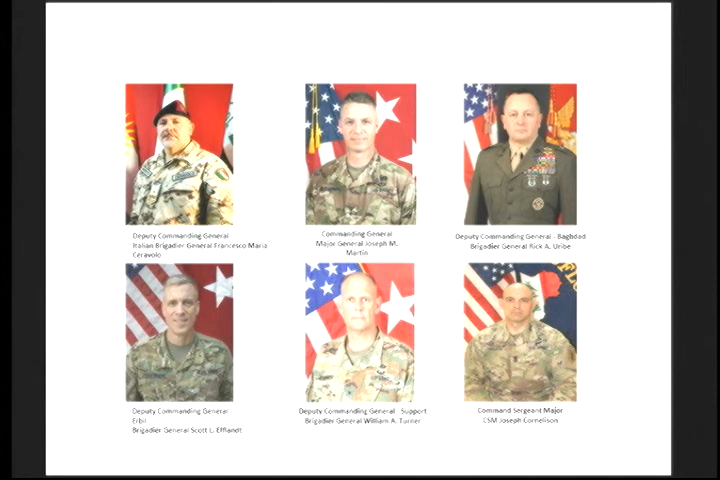 Deputy Commanding General
Italian Brigadier General Francesco Maria
Ceravolo
Commanding General
Major General Joseph M.
Martin
Deputy Commanding General - Baghdad
Brigadier General Rick A. Uribe
Deputy Commanding General
Erbil
Brigadier General Scott L. Efflandt
Deputy Commanding General Support
Brigadier General William A. Turner
Command Sergeant Major
CSM Joseph Cornelison